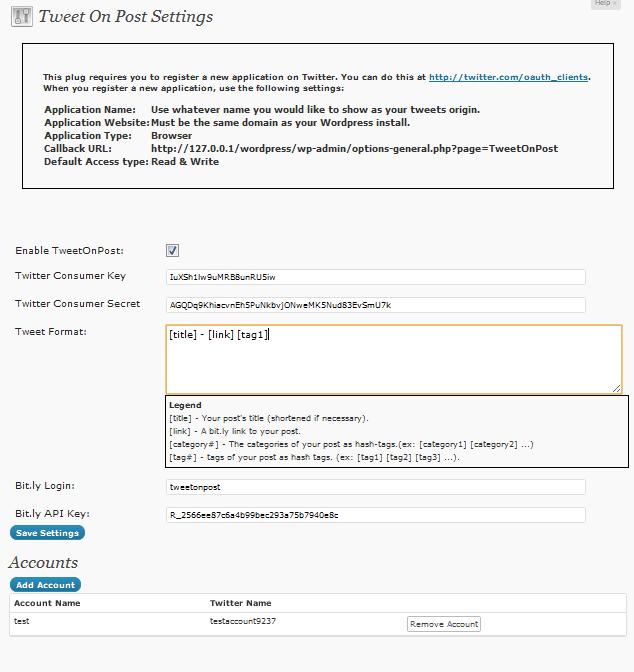 Help
Tweet On Post Settings
This plug requires you to register a new application on Twitter. You can do this at http://twitter.com/oauth_clients.
When you register a new application, use the following settings:
Application Name: Use whatever name you would like to show as your tweets origin.
Application Website: Must be the same domain as your Wordpress install.
Application Type: Browser
Callback URL: http://127.0.0.1/wordpress/wp-admin/options-general.php?page=TweetOnPost
Default Access type: Read & Write
Enable TweetOnPost:
Twitter Consumer Key IuXSh1lw9uMRB8unRU5iw
Twitter Consumer Secret AGQDq9KhiacvnEh5PuNkbvjONweMK5Nud83EvSmU7k
Tweet Format: [title] - [link] [tag1]
Legend
[title] - Your post's title (shortened if necessary).
[link] - A bit.ly link to your post.
[category#] - The categories of your post as hash-tags.(ex: [category1] [category2] ...)
[tag#] - tags of your post as hash tags. (ex: [tag1] [tag2] [tag3] ...).
Bit.ly Login: tweetonpost
Bit.ly API Key: R_2566ee87c6a4b99bec293a75b7940e8c
Save Settings
Accounts
Add Account
Account Name Twitter Name
test testaccount9237 Remove Account